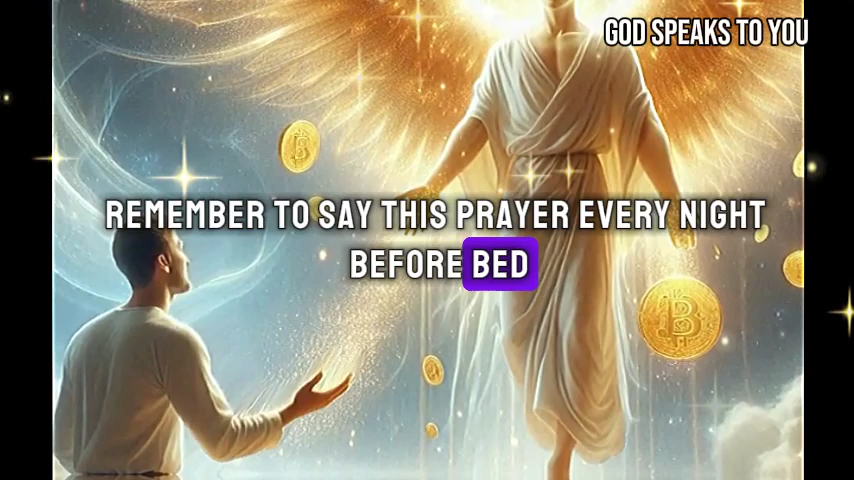 GOD SPEAKS TO YOU
REMEMBER TO SAY THIS PRAYER EVERY NIGHT
BEFORE BED